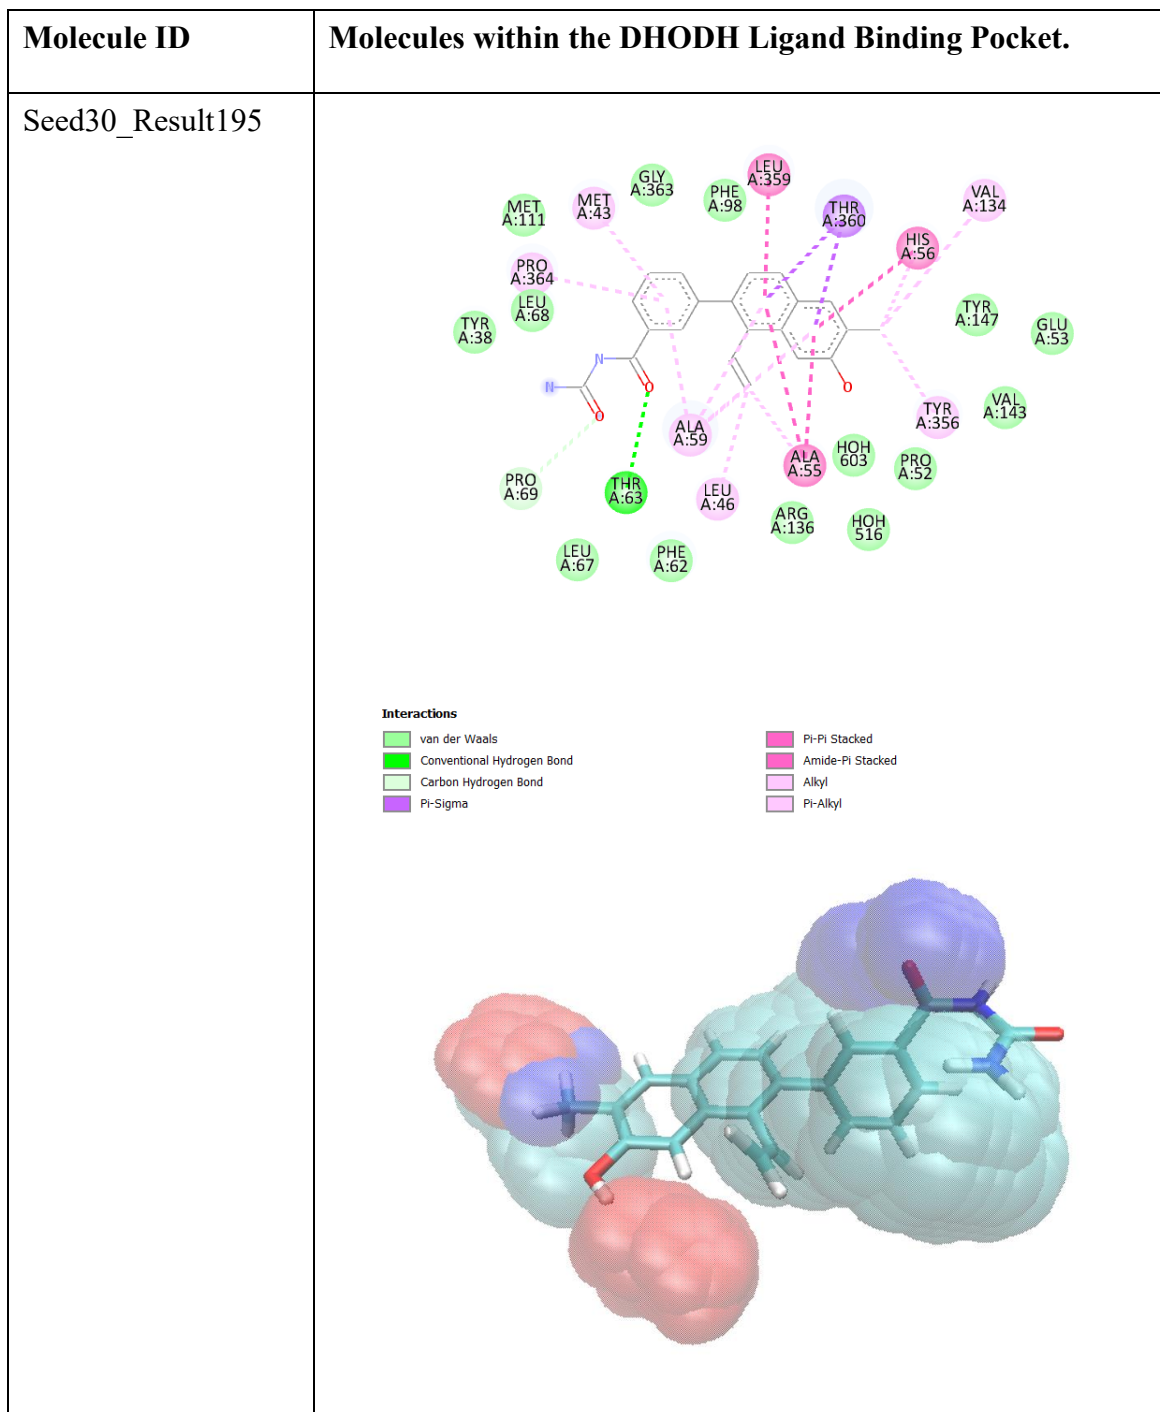 Molecule ID
Molecules within the DHODH Ligand Binding Pocket.
Seed30_Result195
LEU
A:359
GLY
A:363
PHE
A:98
MET
A:43
MET
A:111
THR
A:360
VAL
A:134
HIS
A:56
PRO
A:364
LEU
A:68
TYR
A:38
TYR
A:147
GLU
A:53
N
N
O
O
O
ALA
A:59
TYR
A:356
VAL
A:143
ALA
A:55
HOH
603
PRO
A:52
PRO
A:69
THR
A:63
LEU
A:46
ARG
A:136
HOH
516
LEU
A:67
PHE
A:62
Interactions
van der Waals
Conventional Hydrogen Bond
Carbon Hydrogen Bond
Pi-Sigma
Pi-Pi Stacked
Amide-Pi Stacked
Alkyl
Pi-Alkyl